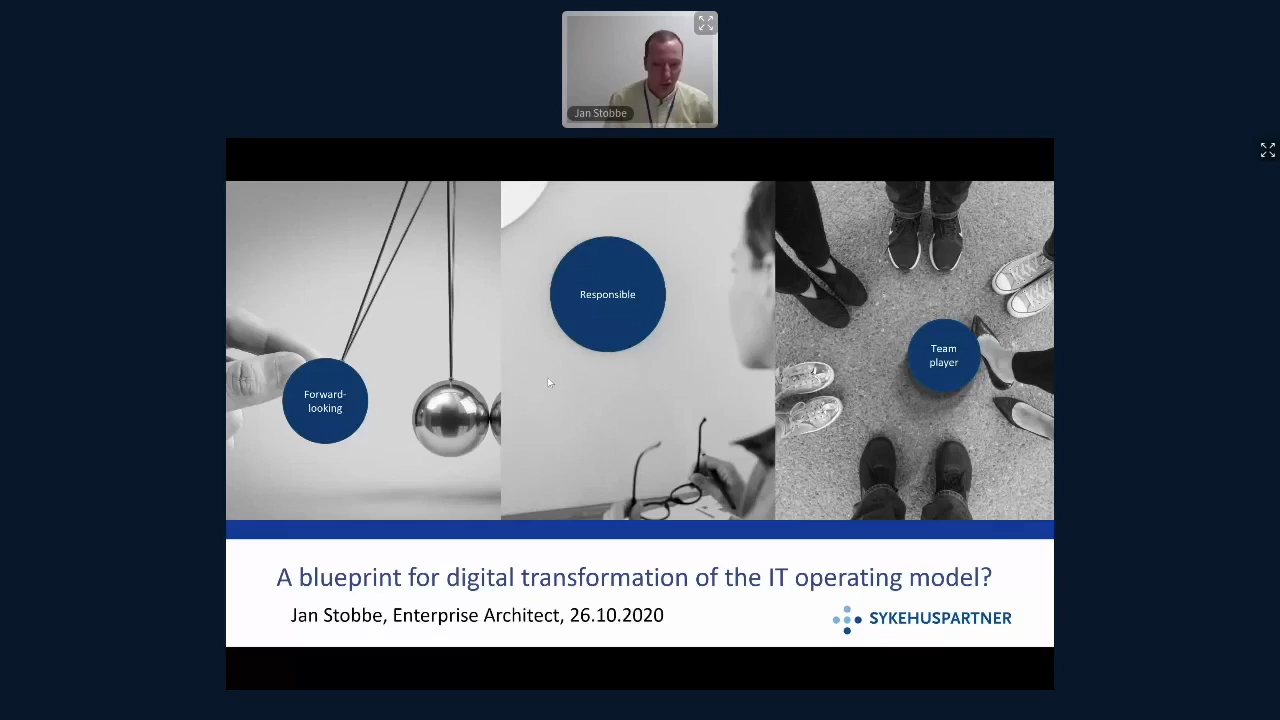 Jan Stobbe
Forward-
looking
Responsible
Team
player
A blueprint for digital transformation of the IT operating model?
Jan Stobbe, Enterprise Architect, 26.10.2020
SYKEHUSPARTNER